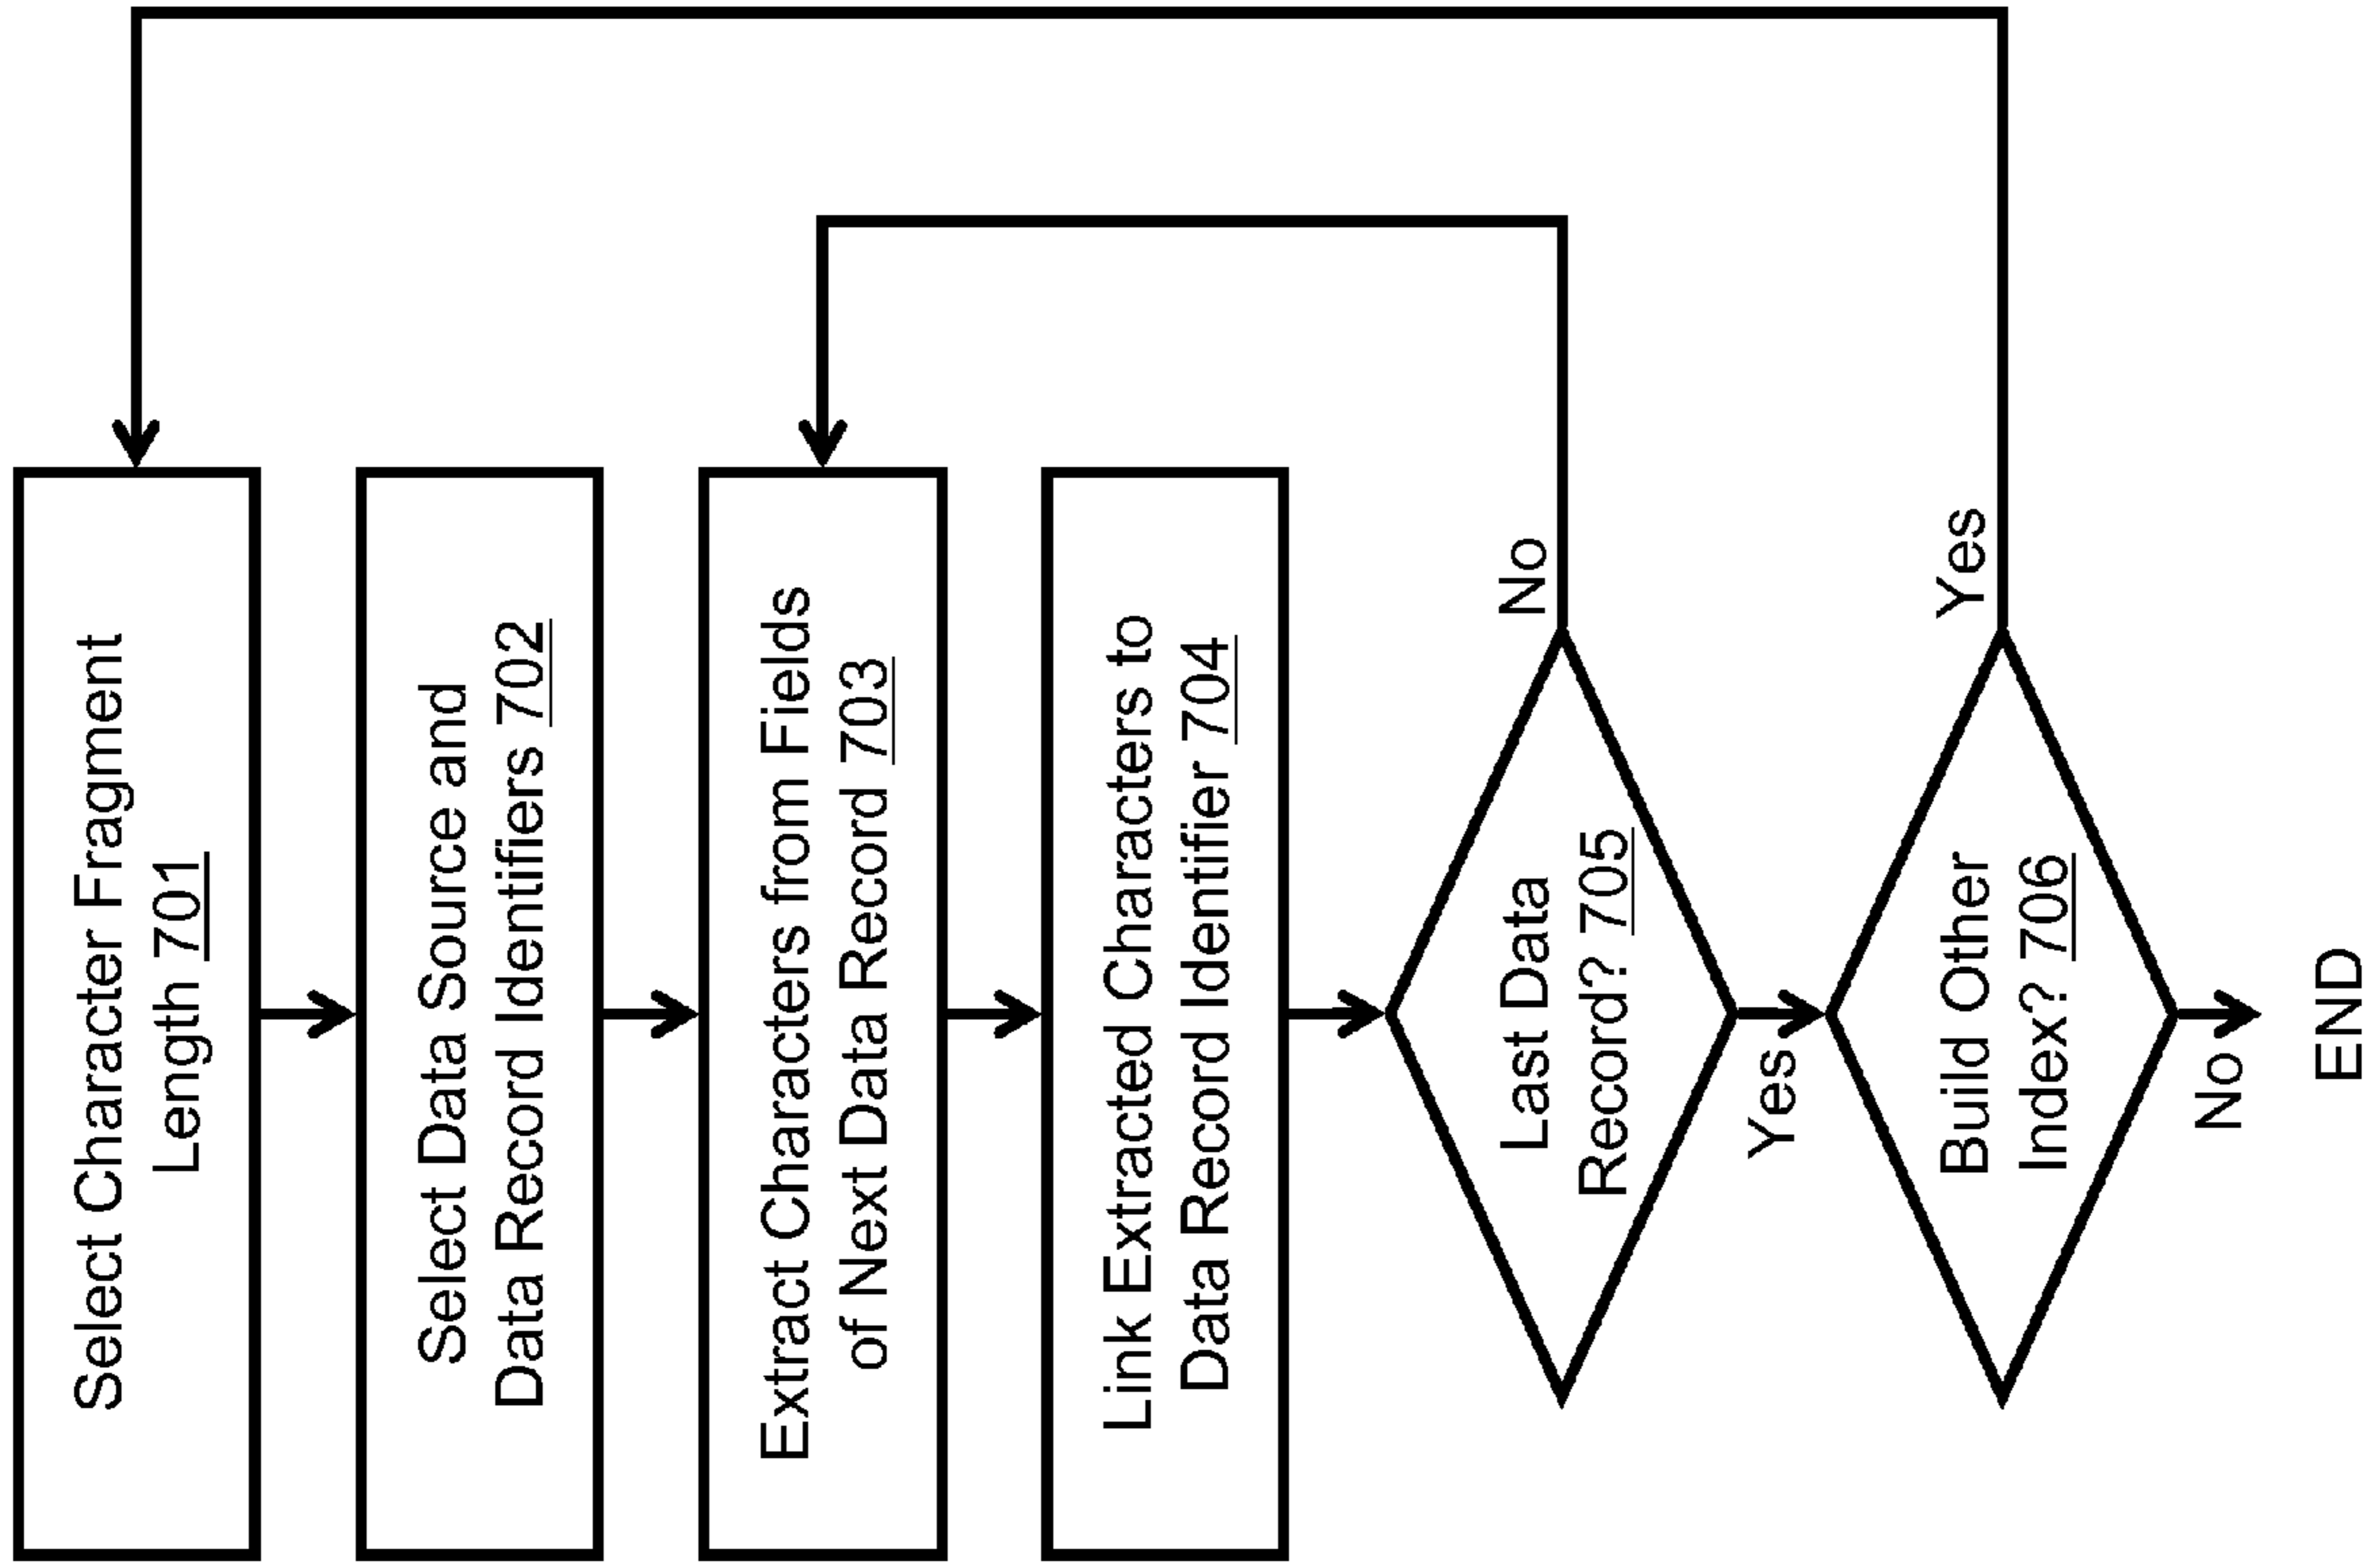 Select Character Fragment
Length 701
Select Data Source and
Data Record Identifiers 702
Extract Characters from Fields
of Next Data Record 703
Link Extracted Characters to
Data Record Identifier 704
Last Data
Record? 705
No
Yes
Build Other
Index? 706
Yes
No
END